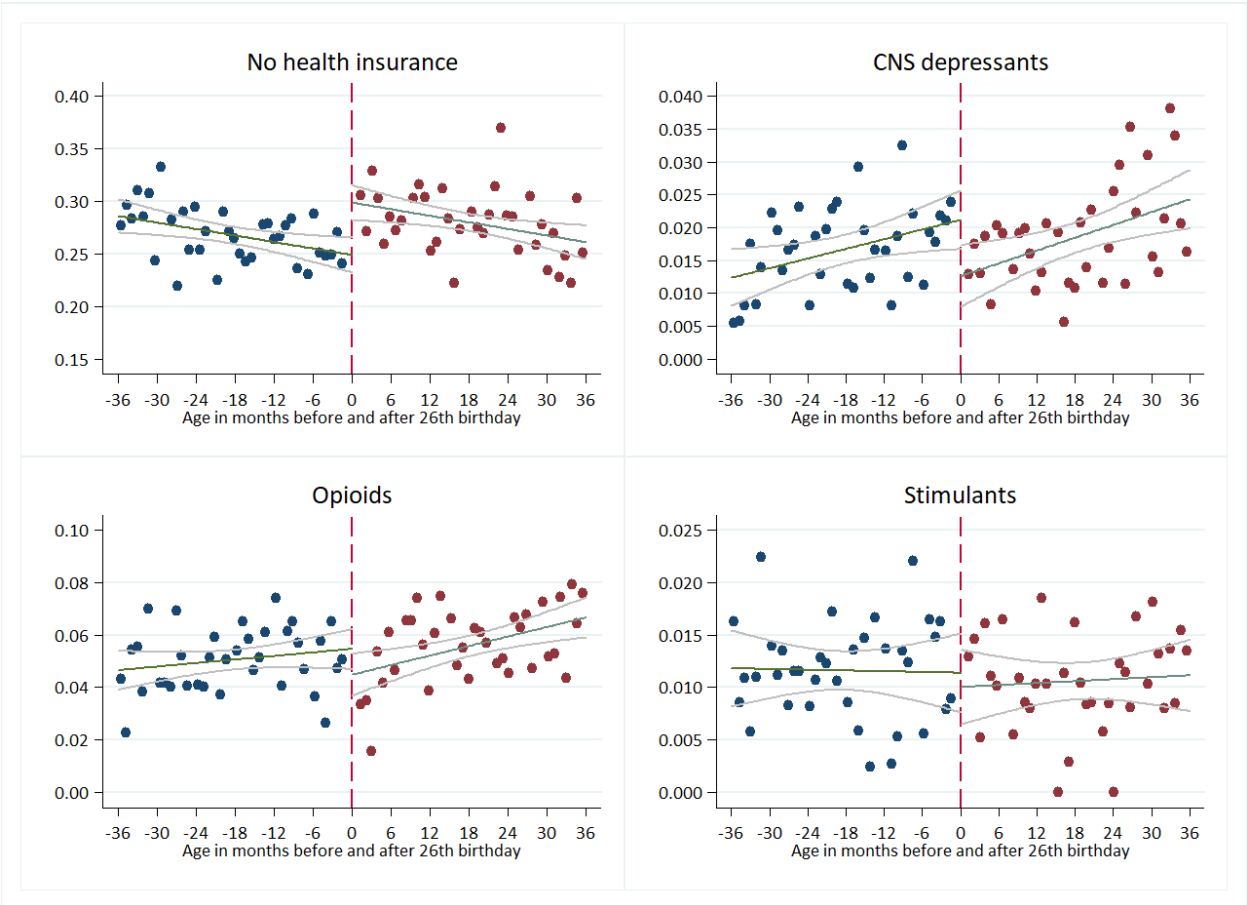 No health insurance
0.40
0.35
0.30
0.25
0.20
0.15
-36 -30 -24 -18 -12 -6 0 6 12 18 24 30 36
Age in months before and after 26th birthday
CNS depressants
0.040
0.035
0.030
0.025
0.020
0.015
0.010
0.005
0.000
-36 -30 -24 -18 -12 -6 0 6 12 18 24 30 36
Age in months before and after 26th birthday
Opioids
0.10
0.08
0.06
0.04
0.02
0.00
-36 -30 -24 -18 -12 -6 0 6 12 18 24 30 36
Age in months before and after 26th birthday
Stimulants
0.025
0.020
0.015
0.010
0.005
0.000
-36 -30 -24 -18 -12 -6 0 6 12 18 24 30 36
Age in months before and after 26th birthday